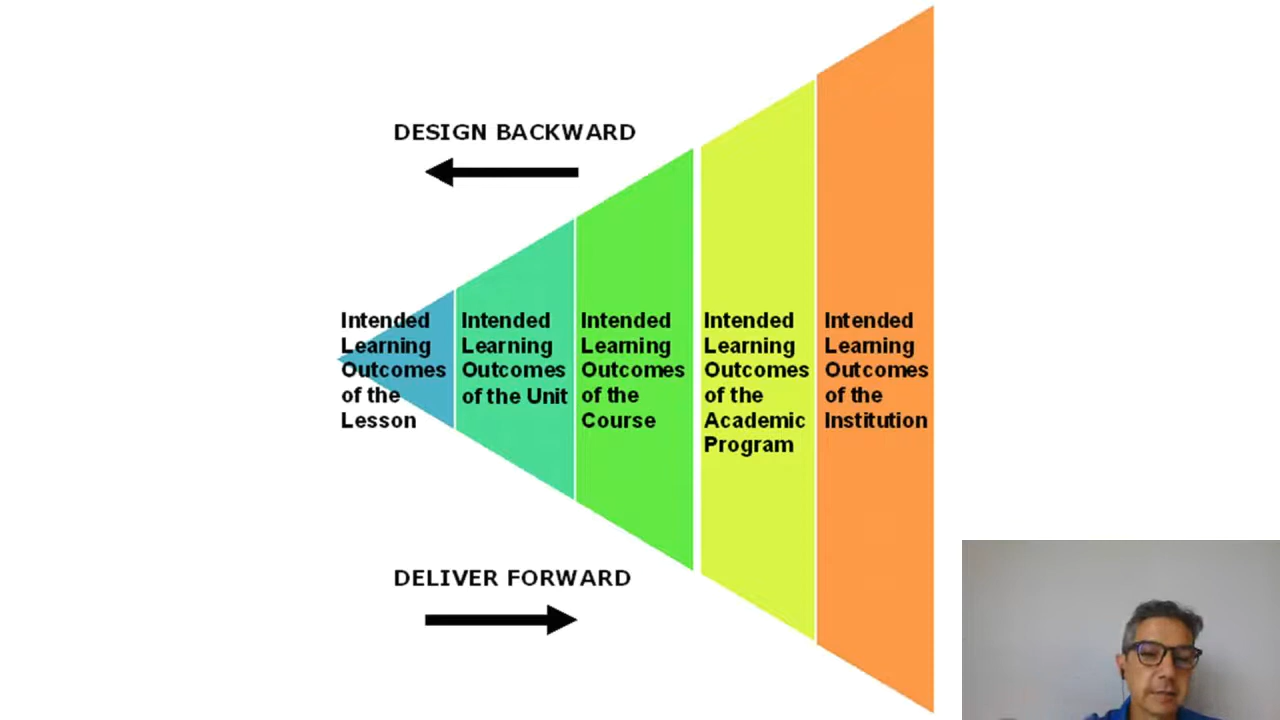 DESIGN BACKWARD
Intended
Learning
Outcomes
of the
Lesson
Intended
Learning
Outcomes
of the Unit
Intended
Learning
Outcomes
of the
Course
Intended
Learning
Outcomes
of the
Academic
Program
Intended
Learning
Outcomes
of the
Institution
DELIVER FORWARD